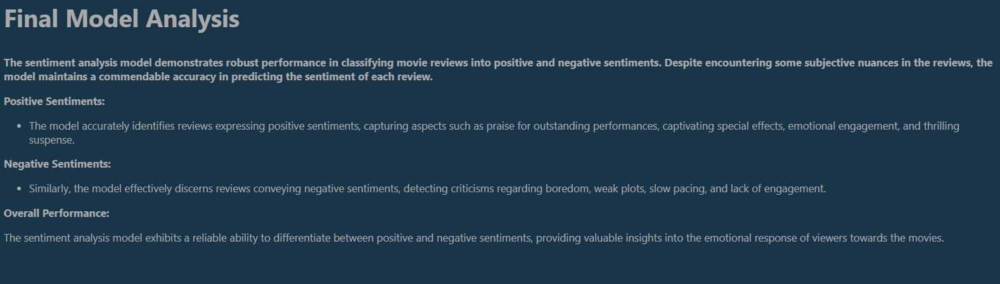 Final Model Analysis
The sentiment analysis model demonstrates robust performance in classifying movie reviews into positive and negative sentiments. Despite encountering some subjective nuances in the reviews, the
model maintains a commendable accuracy in predicting the sentiment of each review.
Positive Sentiments:
• The model accurately identifies reviews expressing positive sentiments, capturing aspects such as praise for outstanding performances, captivating special effects, emotional engagement, and thrilling
suspense.
Negative Sentiments:
• Similarly, the model effectively discerns reviews conveying negative sentiments, detecting criticisms regarding boredom, weak plots, slow pacing, and lack of engagement.
Overall Performance:
The sentiment analysis model exhibits a reliable ability to differentiate between positive and negative sentiments, providing valuable insights into the emotional response of viewers towards the movies.